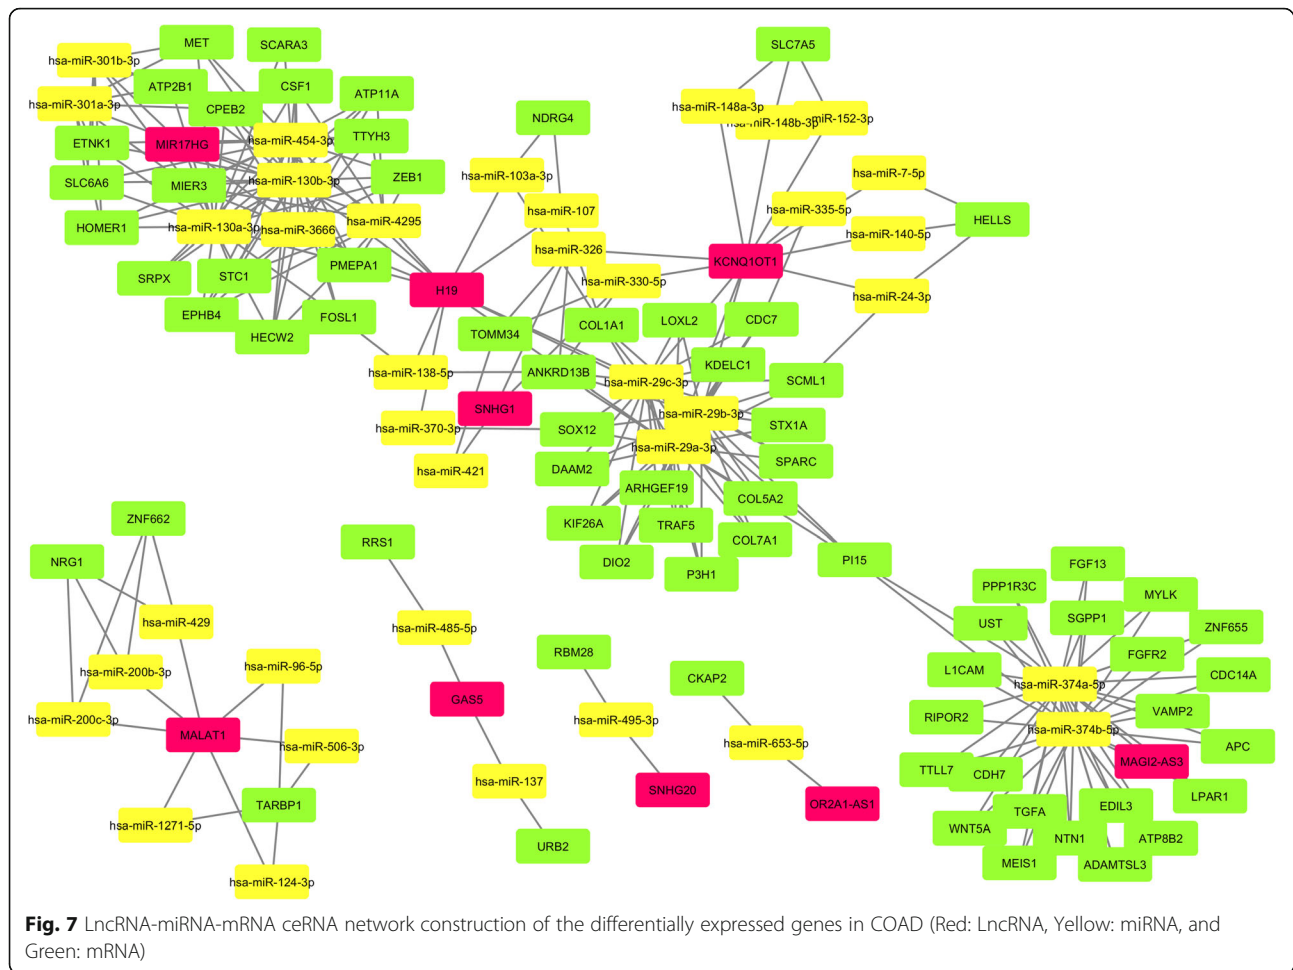 MET
SCARA3
SLC7A5
hsa-miR-301b-3p
ATP2B1
CSF1
ATP11A
hsa-miR-301a-3p
CPEB2
hsa-miR-148a-3p
hsa-miR-148b-3p
miR-152-3p
NDRG4
ETNK1
MIR17HG
hsa-miR-454-3p
TTYH3
SLC6A6
MIER3
hsa-miR-130b-3p
ZEB1
hsa-miR-103a-3p
hsa-miR-7-5p
HOMER1
hsa-miR-130a-3p
hsa-miR-3666
hsa-miR-4295
hsa-miR-107
hsa-miR-335-5p
HELLS
hsa-miR-140-5p
hsa-miR-326
KCNQ1OT1
SRPX
STC1
PMEPA1
H19
hsa-miR-330-5p
hsa-miR-24-3p
EPHB4
FOSL1
HECW2
TOMM34
COL1A1
LOXL2
CDC7
hsa-miR-138-5p
ANKRD13B
hsa-miR-29c-3p
KDELC1
SCML1
SNHG1
hsa-miR-29b-3p
hsa-miR-370-3p
SOX12
hsa-miR-29a-3p
STX1A
hsa-miR-421
DAAM2
SPARC
ARHGEF19
COL5A2
KIF26A
TRAF5
COL7A1
DIO2
P3H1
PI15
ZNF662
NRG1
RRS1
hsa-miR-429
hsa-miR-485-5p
hsa-miR-200b-3p
hsa-miR-96-5p
hsa-miR-200c-3p
MALAT1
hsa-miR-506-3p
GAS5
RBM28
CKAP2
hsa-miR-495-3p
hsa-miR-653-5p
hsa-miR-137
TARBP1
hsa-miR-1271-5p
SNHG20
OR2A1-AS1
URB2
hsa-miR-124-3p
FGF13
PPP1R3C
MYLK
UST
SGPP1
ZNF655
L1CAM
FGFR2
hsa-miR-374a-5p
CDC14A
RIPOR2
VAMP2
hsa-miR-374b-5p
APC
MAGI2-AS3
TTLL7
CDH7
LPAR1
TGFA
EDIL3
WNT5A
NTN1
ATP8B2
MEIS1
ADAMTSL3
Fig. 7 LncRNA-miRNA-mRNA ceRNA network construction of the differentially expressed genes in COAD (Red: LncRNA, Yellow: miRNA, and
Green: mRNA)